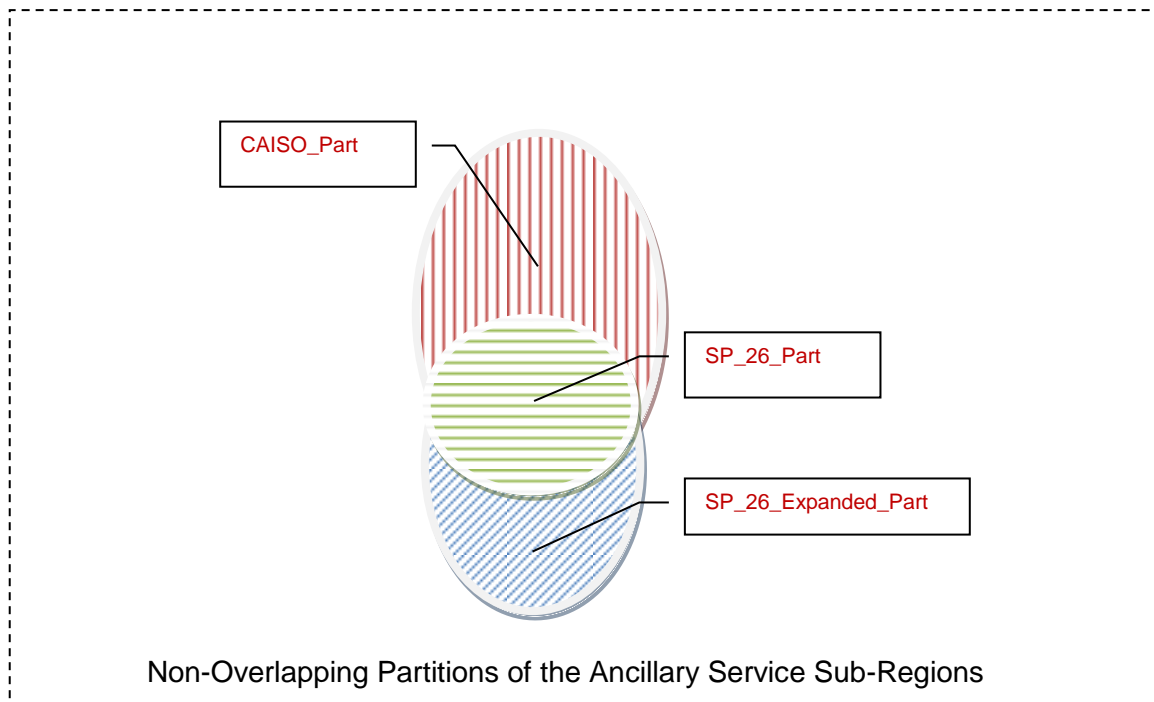 CAISO_Part
SP_26_Part
SP_26_Expanded_Part
Non-Overlapping Partitions of the Ancillary Service Sub-Regions